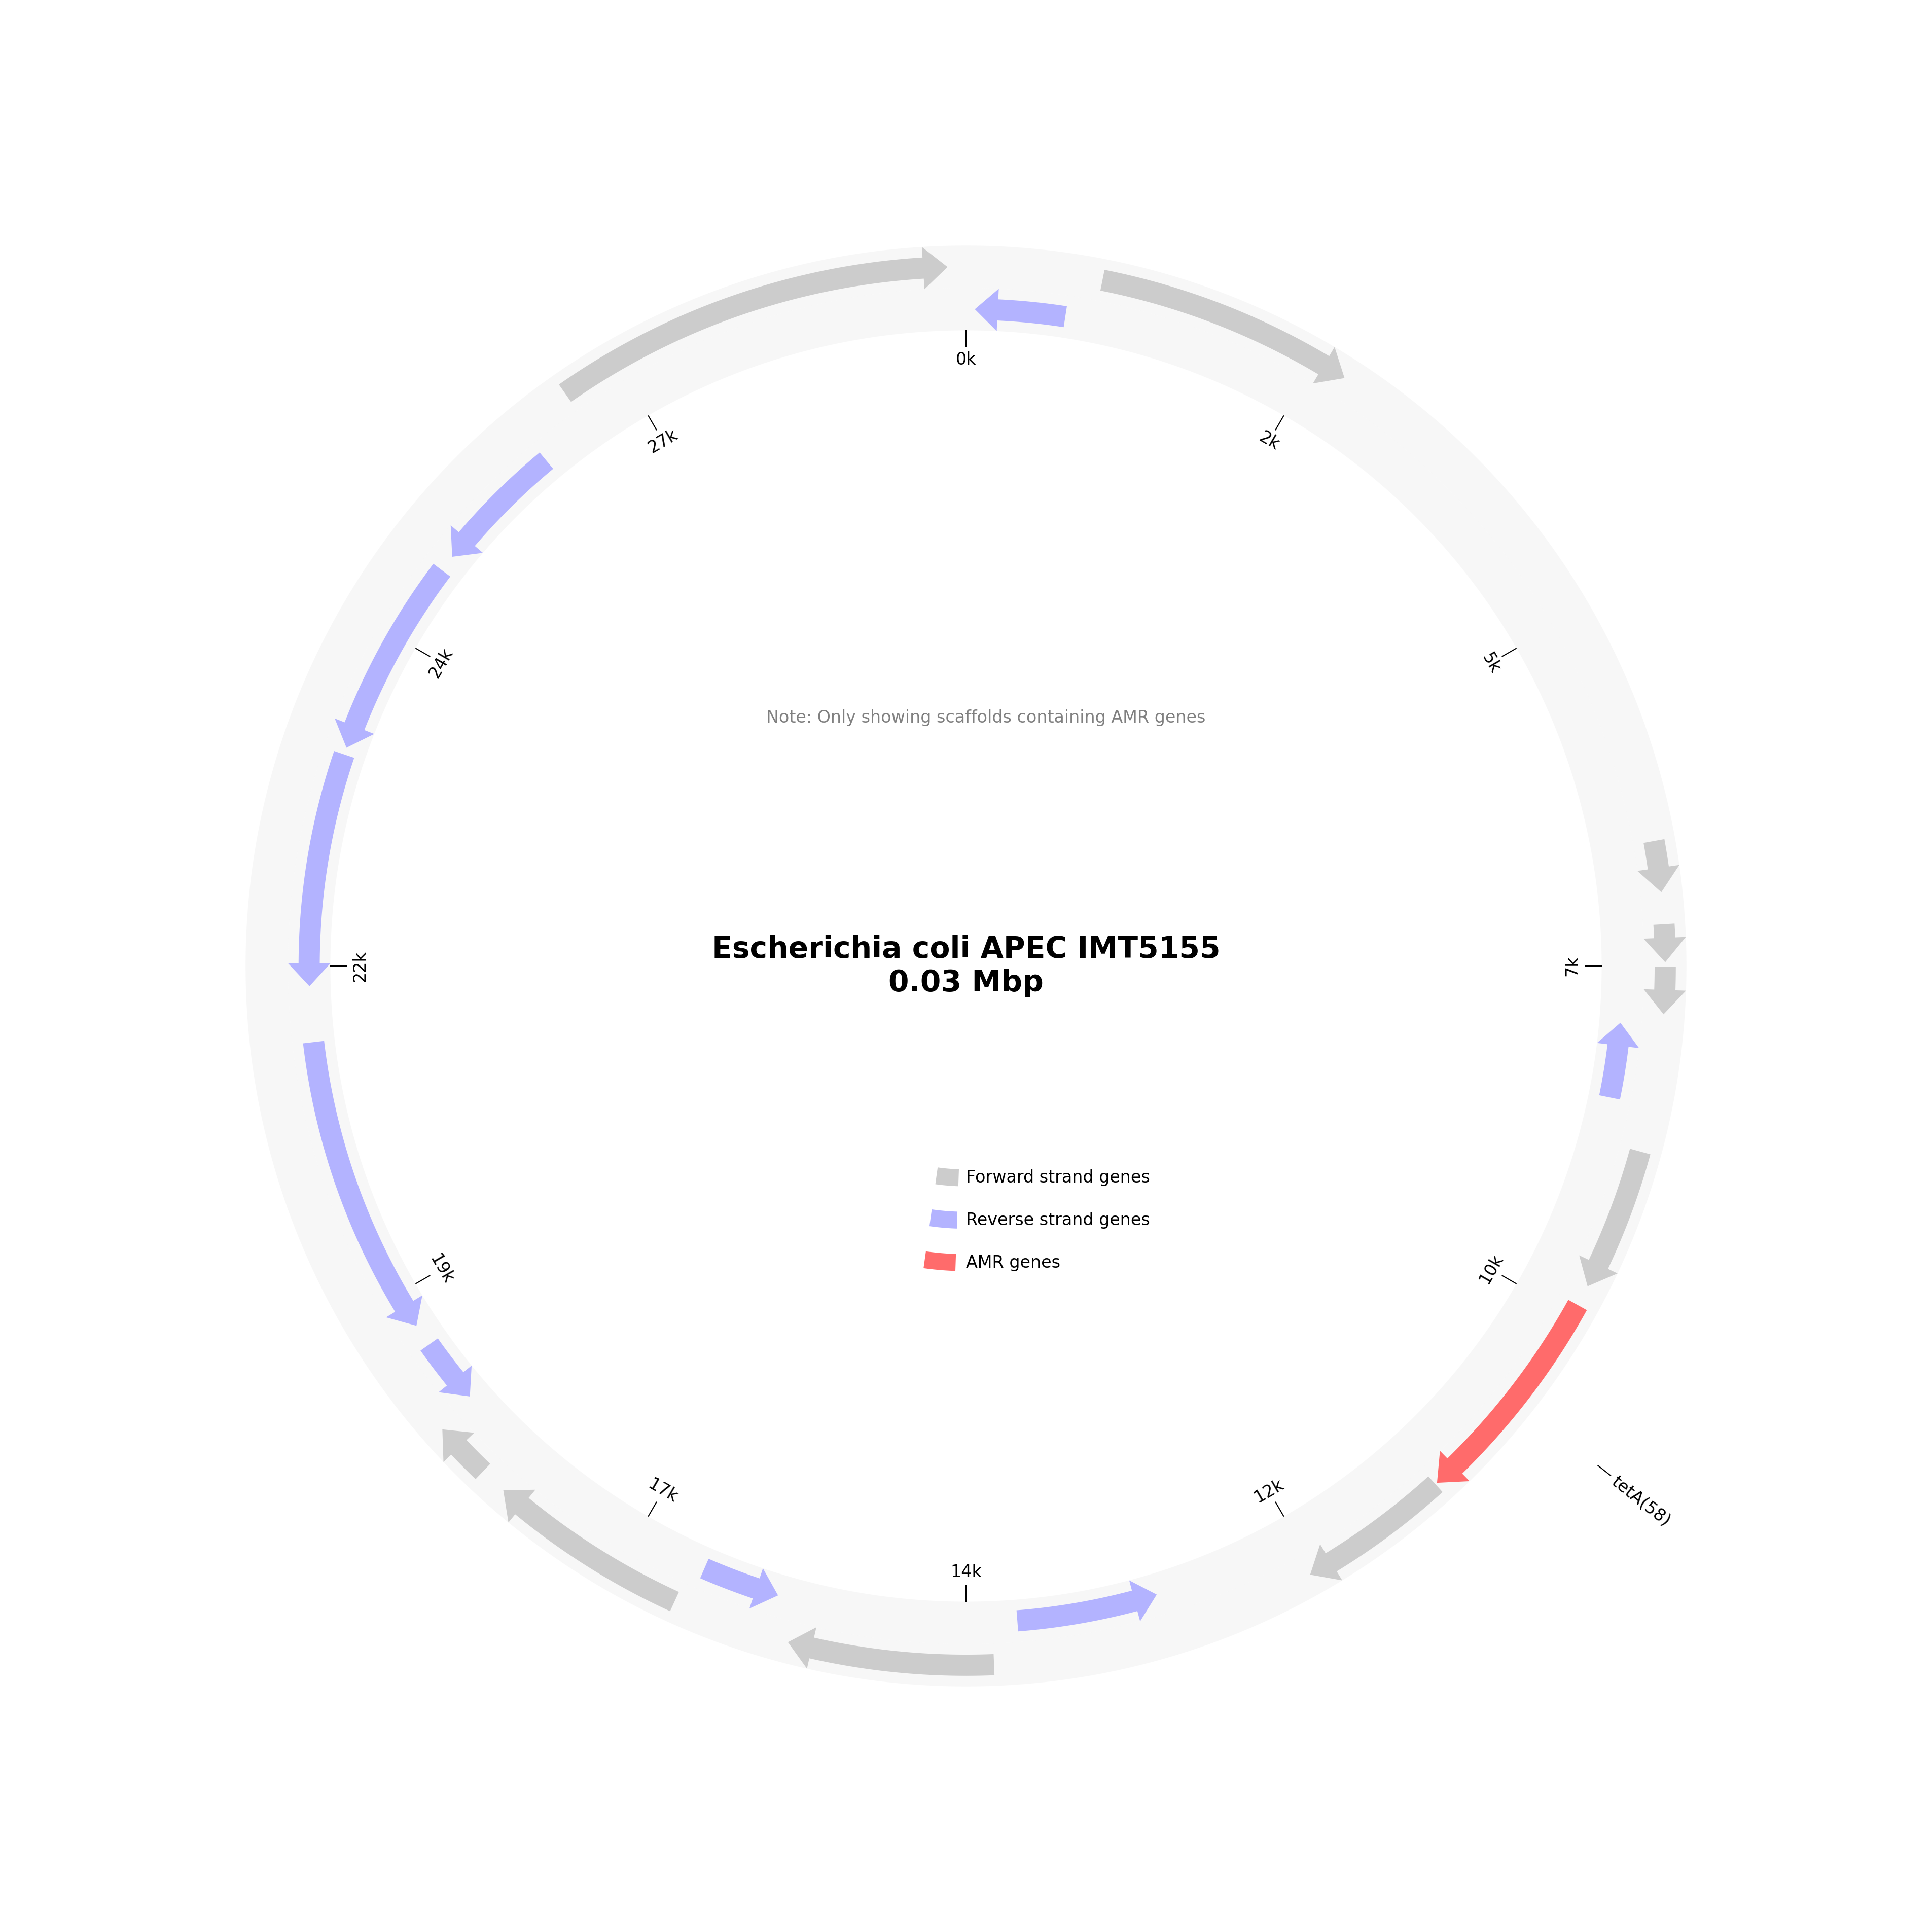 0k
27k
2k
24k
5k
Note: Only showing scaffolds containing AMR genes
Escherichia coli APEC IMT5155
0.03 Mbp
22k
7k
Forward strand genes
Reverse strand genes
AMR genes
19k
10k
17k
12k
tetA(58)
14k